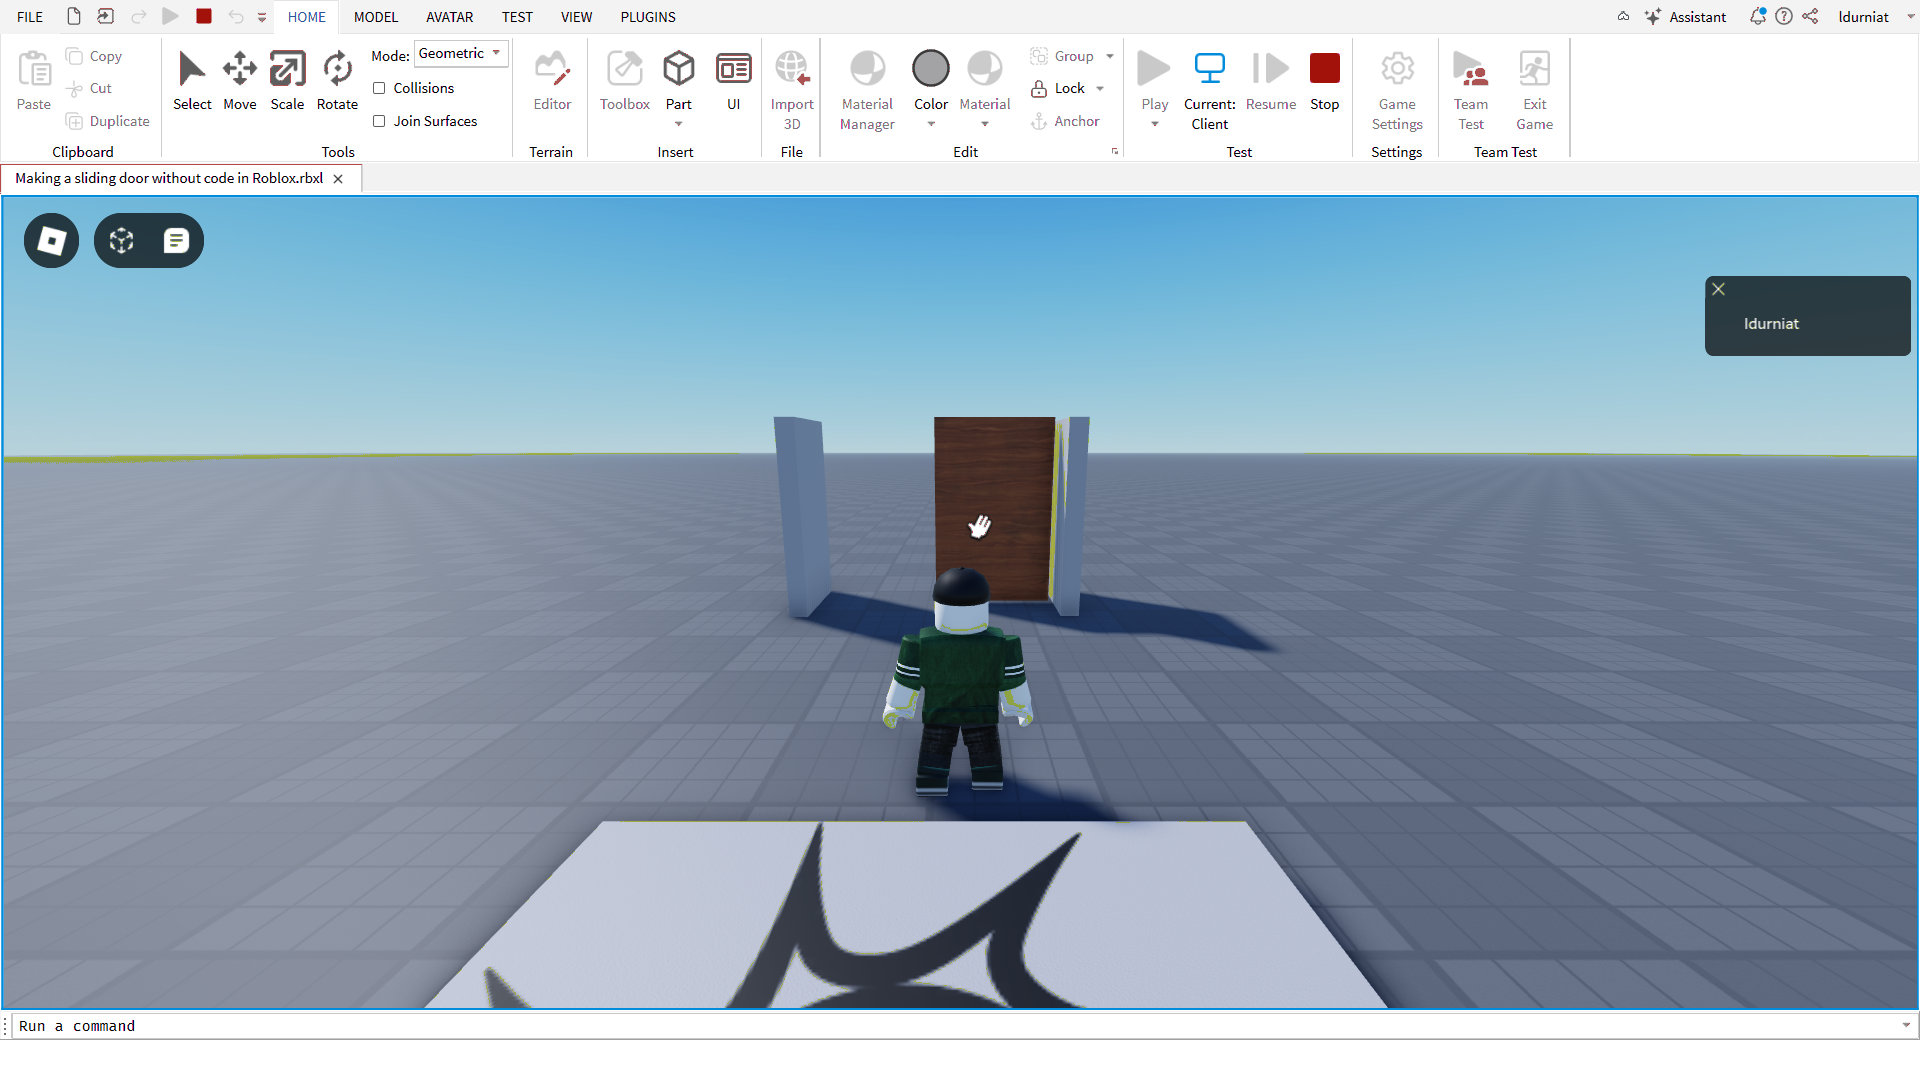 FILE
HOME
MODEL
AVATAR
TEST
VIEW
PLUGINS
Assistant
ldurniat
Paste
Copy
Cut
Duplicate
Clipboard
Select
Move
Scale
Rotate
Mode:
Geometric
Collisions
Join Surfaces
Tools
Editor
Terrain
Toolbox
Part
UI
Insert
Import
3D
File
Material
Manager
Color
Material
Group
Lock
Anchor
Edit
Play
Current:
Client
Resume
Stop
Test
Game
Settings
Settings
Team
Test
Exit
Game
Team Test
Making a sliding door without code in Roblox.rbxl
ldurniat
Run a command